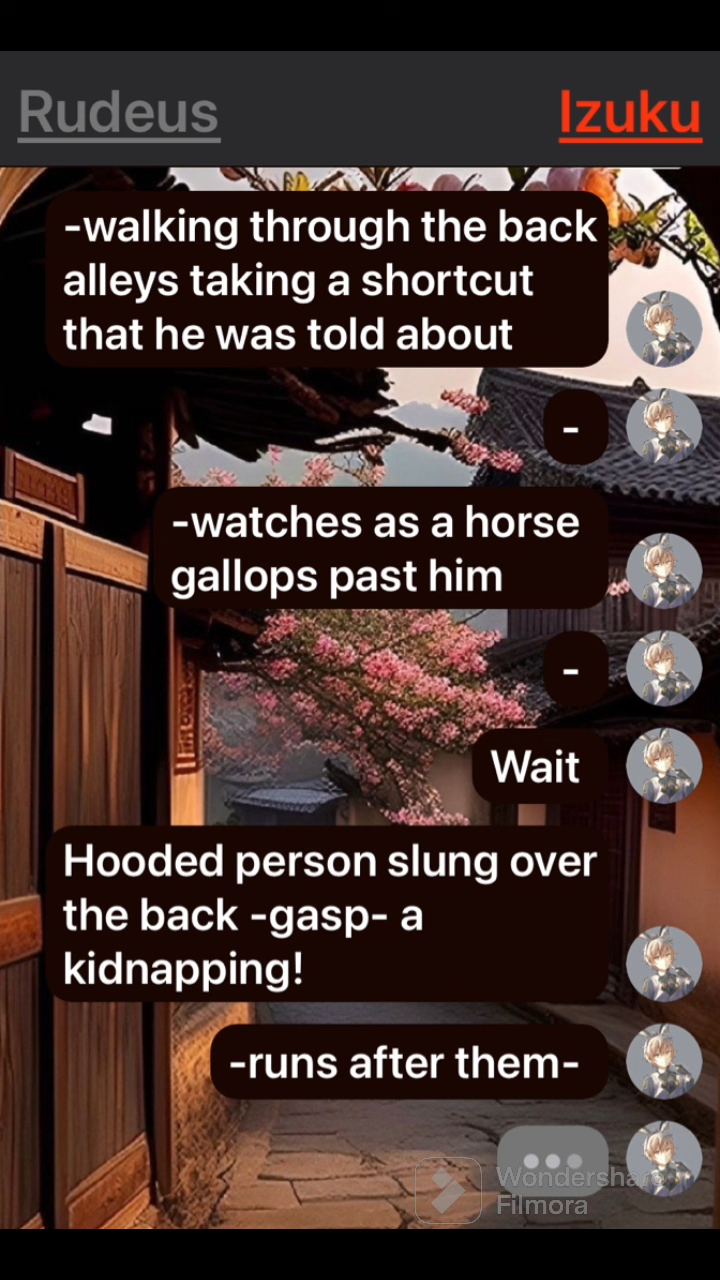 Rudeus
Izuku
-walking through the back
alleys taking a shortcut
that he was told about
-
-watches as a horse
gallops past him
-
Wait
Hooded person slung over
the back -gasp- a
kidnapping!
-runs after them-
Wondershare
Filmora